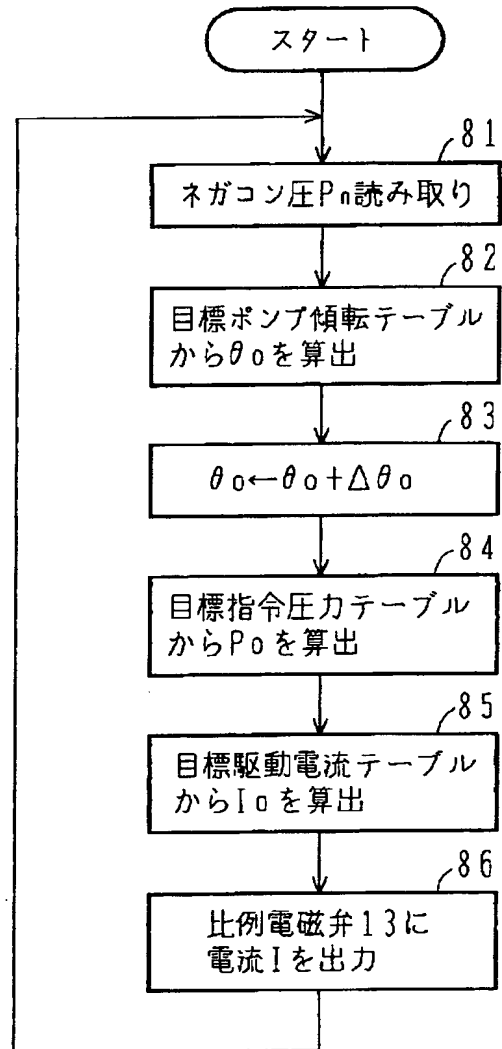 スタート
81
ネガコン圧Pn読み取り
82
目標ポンプ傾転テーブル
からθoを算出
83
θo←θo+Δθo
84
目標指令圧力テーブル
からPoを算出
85
目標駆動電流テーブル
からIoを算出
86
比例電磁弁13に
電流Iを出力